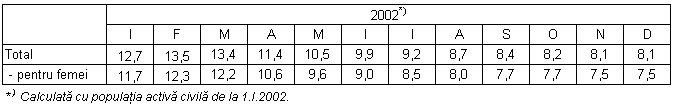 2002*)
I F M A M I I A S O N D
Total 12,7 13,5 13,4 11,4 10,5 9,9 9,2 8,7 8,4 8,2 8,1 8,1
- pentru femei 11,7 12,3 12,2 10,6 9,6 9,0 8,5 8,0 7,7 7,7 7,5 7,5
*) Calculată cu populaţia activă civilă de la 1.I.2002.